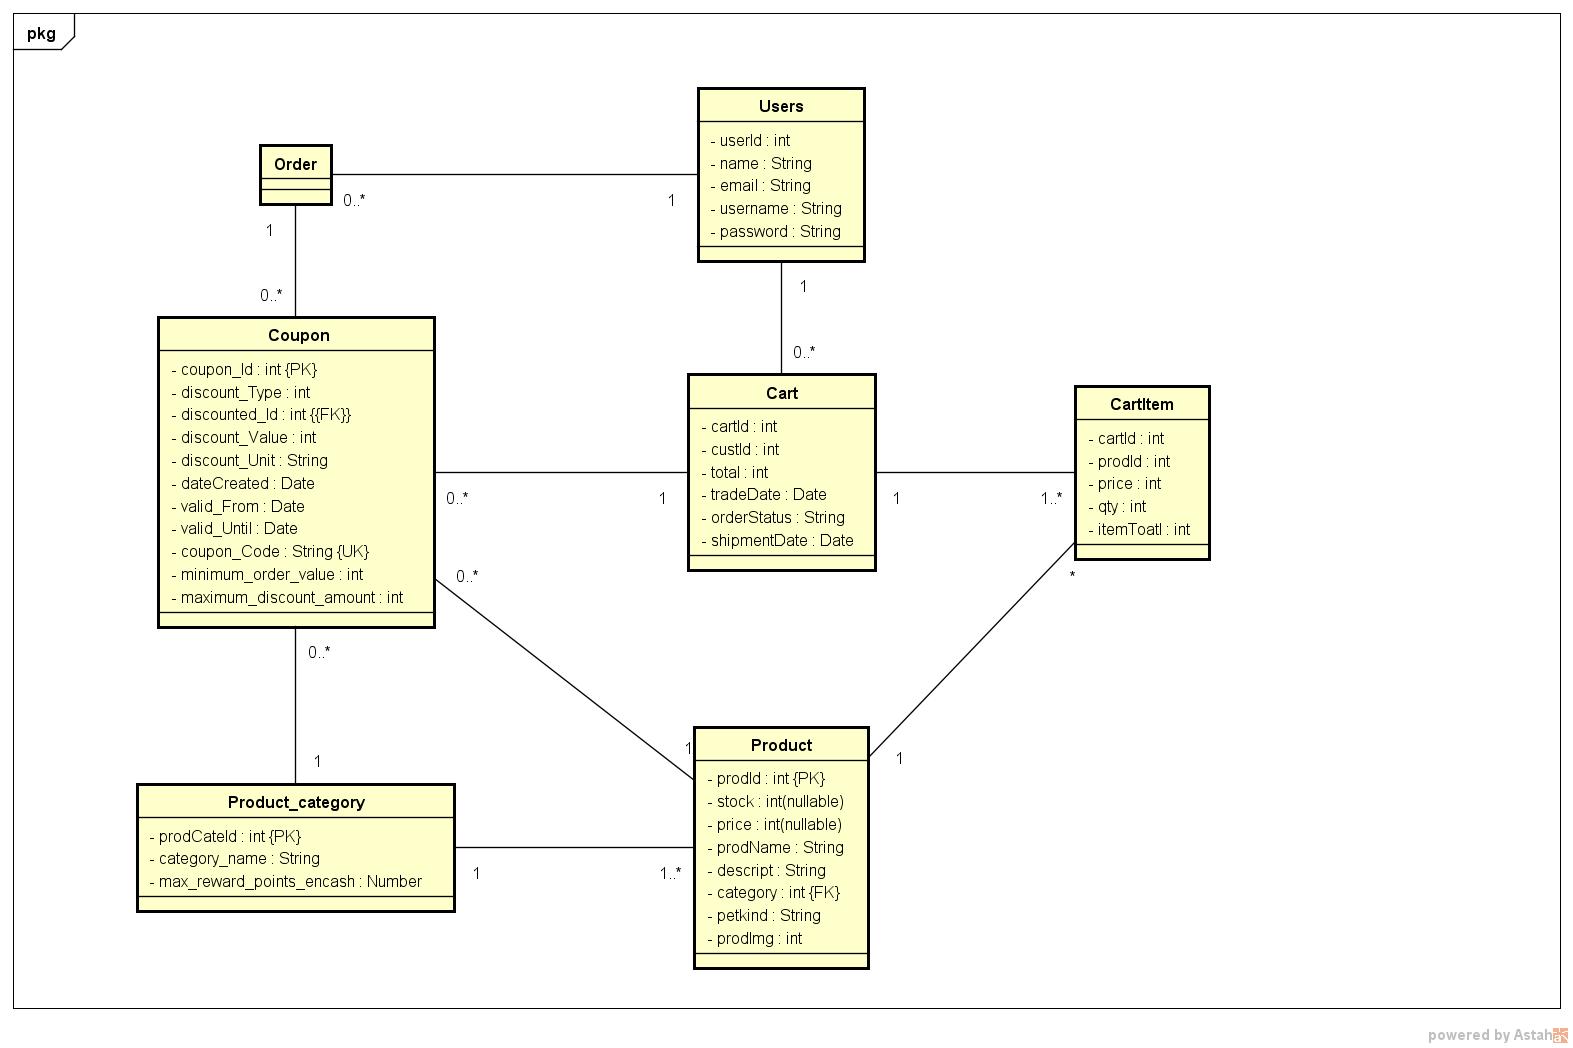 pkg
Users
- userId : int
- name : String
- email : String
- username : String
- password : String
Order
0..*
1
1
0..*
1
0..*
Coupon
- coupon_Id : int {PK}
- discount_Type : int
- discounted_Id : int {{FK}}
- discount_Value : int
- discount_Unit : String
- dateCreated : Date
- valid_From : Date
- valid_Until : Date
- coupon_Code : String {UK}
- minimum_order_value : int
- maximum_discount_amount : int
Cart
- cartId : int
- custId : int
- total : int
- tradeDate : Date
- orderStatus : String
- shipmentDate : Date
CartItem
- cartId : int
- prodId : int
- price : int
- qty : int
- itemToatl : int
0..*
1
1
1..*
0..*
*
0..*
1
1
1
Product_category
- prodCateId : int {PK}
- category_name : String
- max_reward_points_encash : Number
1
1..*
Product
- prodId : int {PK}
- stock : int(nullable)
- price : int(nullable)
- prodName : String
- descript : String
- category : int {FK}
- petkind : String
- prodImg : int
powered by Astah